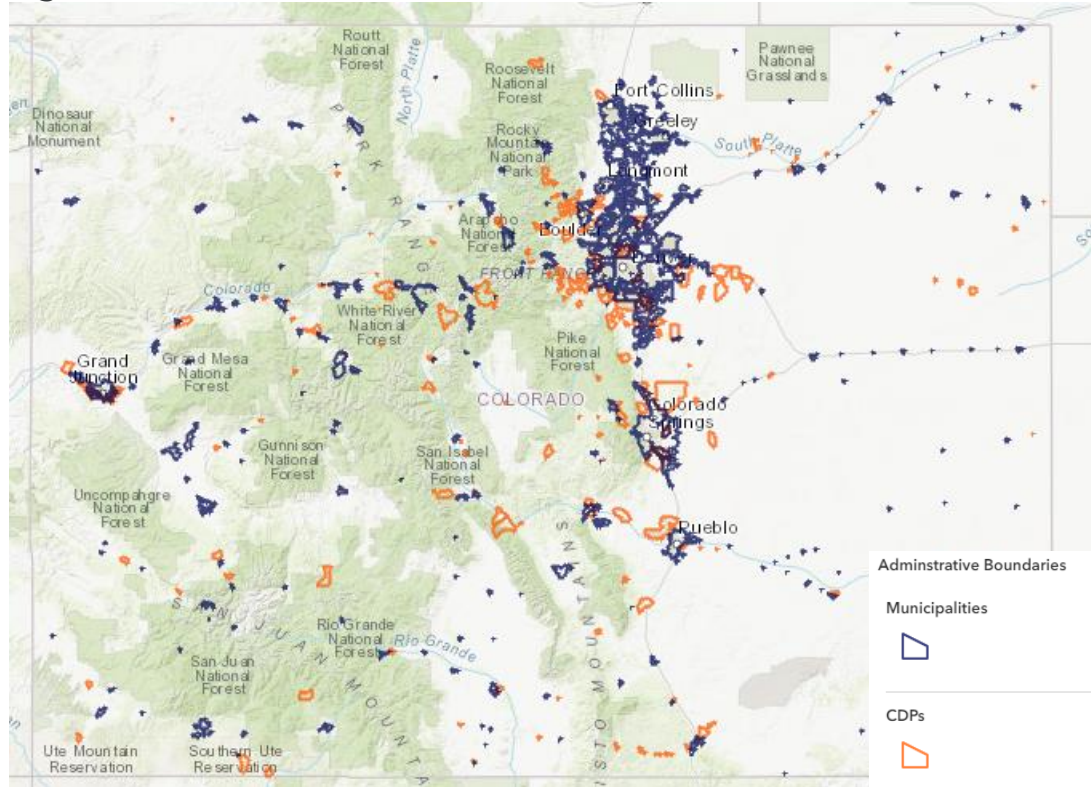 Routt
National
Forest
North Platte
Roosevelt
National
Forest
Pawnee
National
Grasslands
Fort Collins
Greeley
Dinosaur
National
Monument
PARK RANGE
Rocky
Mountain
National
Park
South Platte
Longmont
Arapaho
National
Forest
Boulder
Denver
FRONT RANGE
Colorado
White River
National
Forest
Grand
Junction
Grand Mesa
National
Forest
Pike
National
Forest
COLORADO
Colorado
Springs
Gunnison
National
Forest
San Isabel
National
Forest
Uncompahgre
National
Forest
Pueblo
SAN JUAN MOUNTA
ISTO MOUNTAINS
Rio Grande
National
Forest
Rio Grande
San Juan
National
Forest
Ute Mountain
Reservation
Southern Ute
Reservation
Adminstrative Boundaries
Municipalities
CDPs